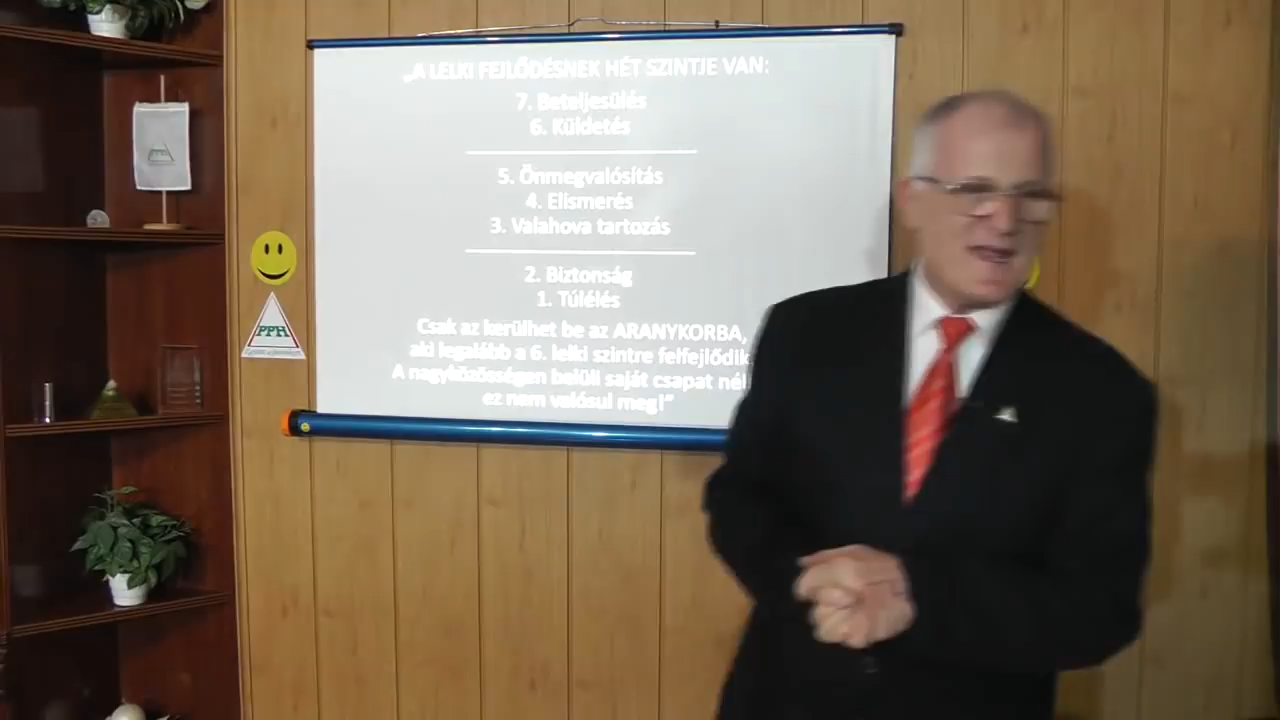 „A LELKI FEJLŐDÉSNEK HÉT SZINTJE VAN:
7. Beteljesülés
6. Küldetés
5. Önmegvalósítás
4. Elismerés
3. Valahova tartozás
2. Biztonság
1. Túlélés
Csak az kerülhet be az ARANYKORBA,
aki legalább a 6. lelki szintre felfejlődik.
A nagyközösségen belüli saját csapat nél
ez nem valósul meg!”
PPH